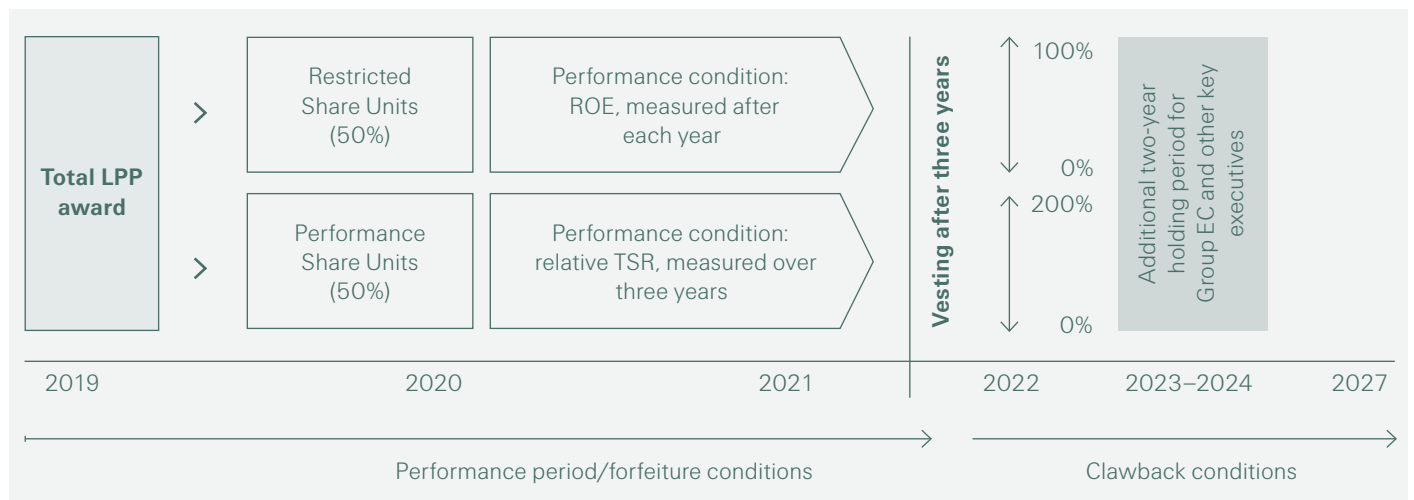 Total LPP
award
Restricted
Share Units
(50%)
Performance condition:
ROE, measured after
each year
Performance
Share Units
(50%)
Performance condition:
relative TSR, measured over
three years
Vesting after three years
100%
0%
200%
0%
Additional two-year
holding period for
Group EC and other key
executives
2019
2020
2021
2022
2023–2024
2027
Performance period/forfeiture conditions
Clawback conditions